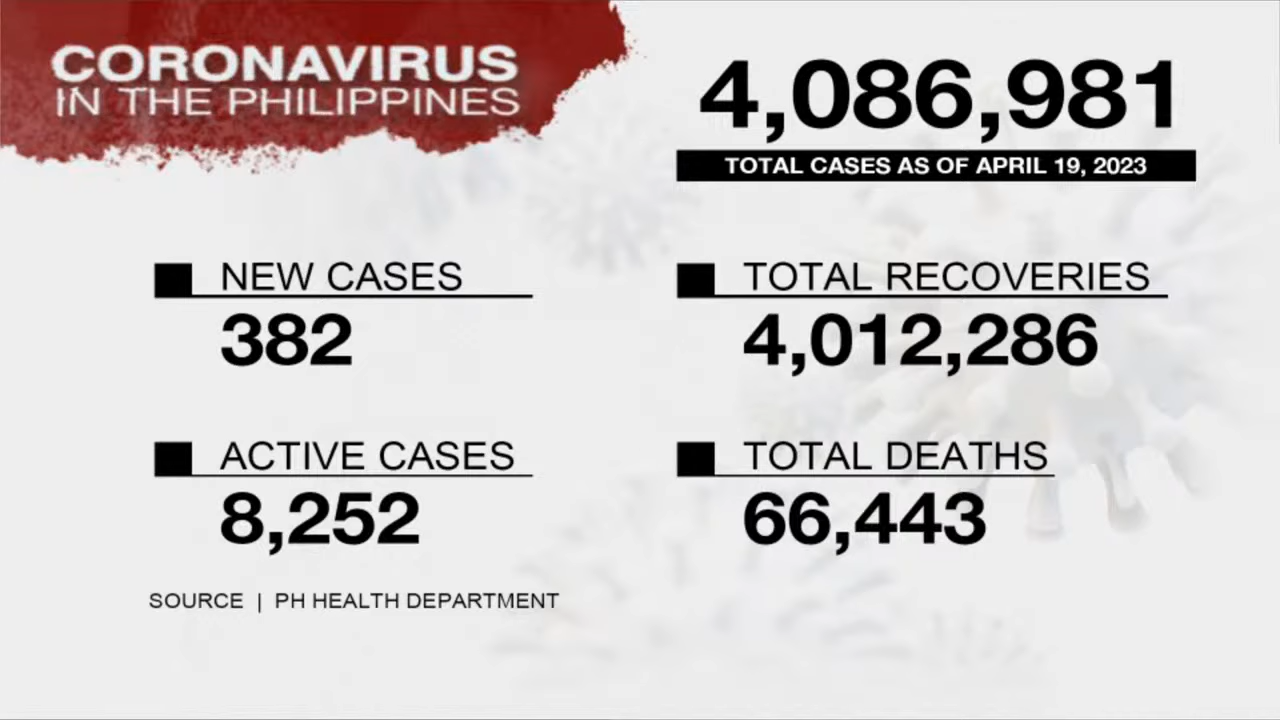 CORONAVIRUS
IN THE PHILIPPINES
4,086,981
TOTAL CASES AS OF APRIL 19, 2023
NEW CASES
382
TOTAL RECOVERIES
4,012,286
ACTIVE CASES
8,252
TOTAL DEATHS
66,443
SOURCE | PH HEALTH DEPARTMENT